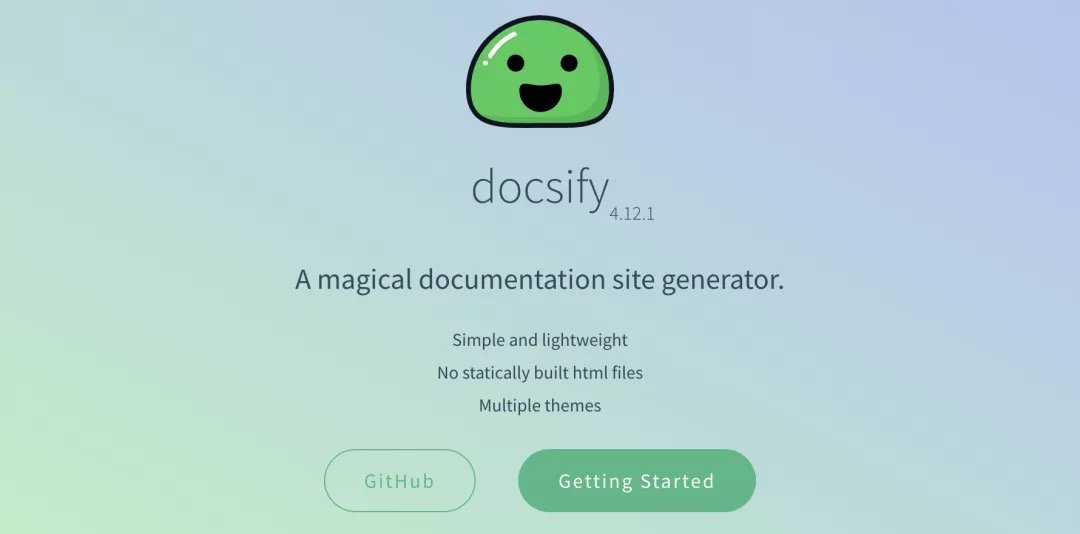 docsify
4.12.1
A magical documentation site generator.
Simple and lightweight
No statically built html files
Multiple themes
GitHub
Getting Started